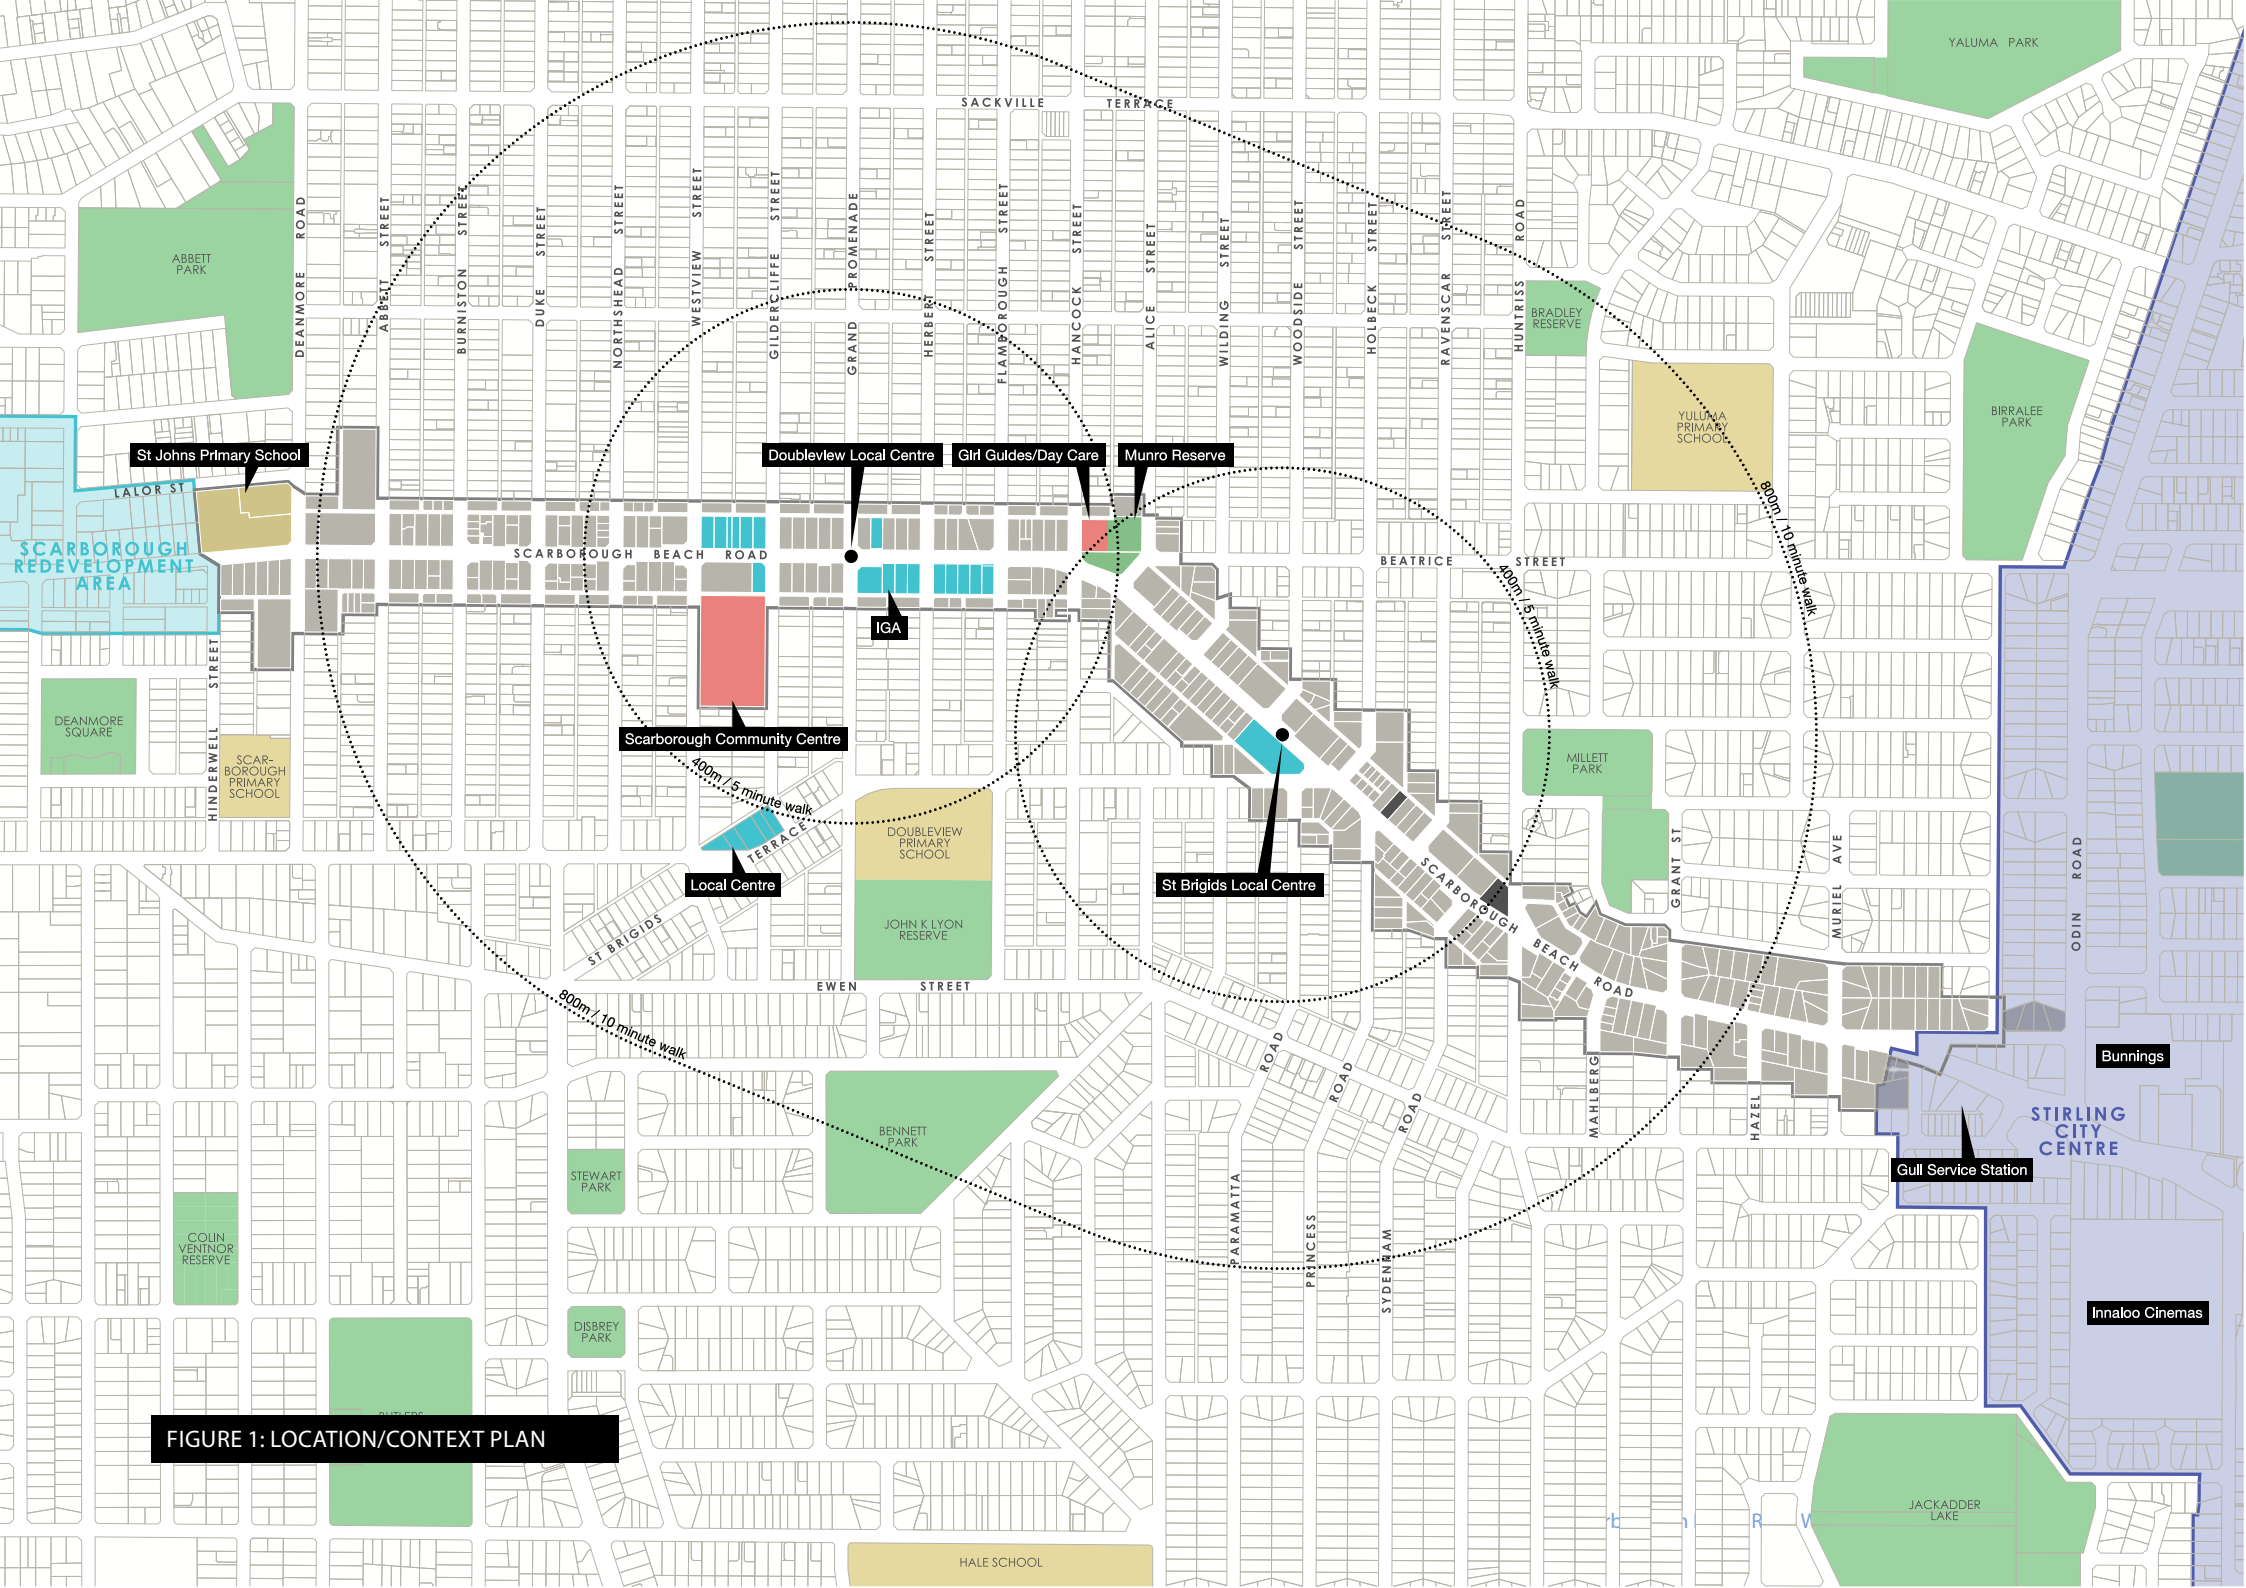 YALUMA PARK
SACKVILLE TERRACE
ABBETT
PARK
DEANMORE ROAD
ABBETT STREET
BURNISTON STREET
DUKE STREET
NORTHSHEAD STREET
WESTVIEW STREET
GILDERCLIFFE STREET
GRAND PROMENADE
HERBERT STREET
FLAMBOROUGH STREET
HANCOCK STREET
ALICE STREET
WILDING STREET
WOODSIDE STREET
HOLBECK STREET
RAVENSCAR STREET
HUNTRISS ROAD
BRADLEY
RESERVE
YULUMA
PRIMARY
SCHOOL
BIRRALEE
PARK
St Johns PrImary School
Doubleview Local Centre
GIrl GuIdes/Day Care
Munro Reserve
LALOR ST
SCARBOROUGH
REDEVELOPMENT
AREA
SCARBOROUGH BEACH ROAD
BEATRICE STREET
400m / 5 minute walk
800m / 10 minute walk
IGA
HINDERWELL STREET
DEANMORE
SQUARE
SCAR-
BOROUGH
PRIMARY
SCHOOL
Scarborough Community Centre
400m / 5 minute walk
TERRACE
Local Centre
ST BRIGIDS
DOUBLEVIEW
PRIMARY
SCHOOL
JOHN K LYON
RESERVE
St Brigids Local Centre
MILLETT
PARK
GRANT ST
MURIEL AVE
ODIN ROAD
SCARBOROUGH BEACH ROAD
EWEN STREET
800m / 10 minute walk
ROAD
ROAD
ROAD
MAHLBERG
HAZEL
Bunnings
STIRLING
CITY
CENTRE
Gull Service Station
BENNETT
PARK
STEWART
PARK
PARAMATTA
PRINCESS
SYDENHAM
COLIN
VENTNOR
RESERVE
DISBREY
PARK
Innaloo Cinemas
FIGURE 1: LOCATION/CONTEXT PLAN
JACKADDER
LAKE
HALE SCHOOL